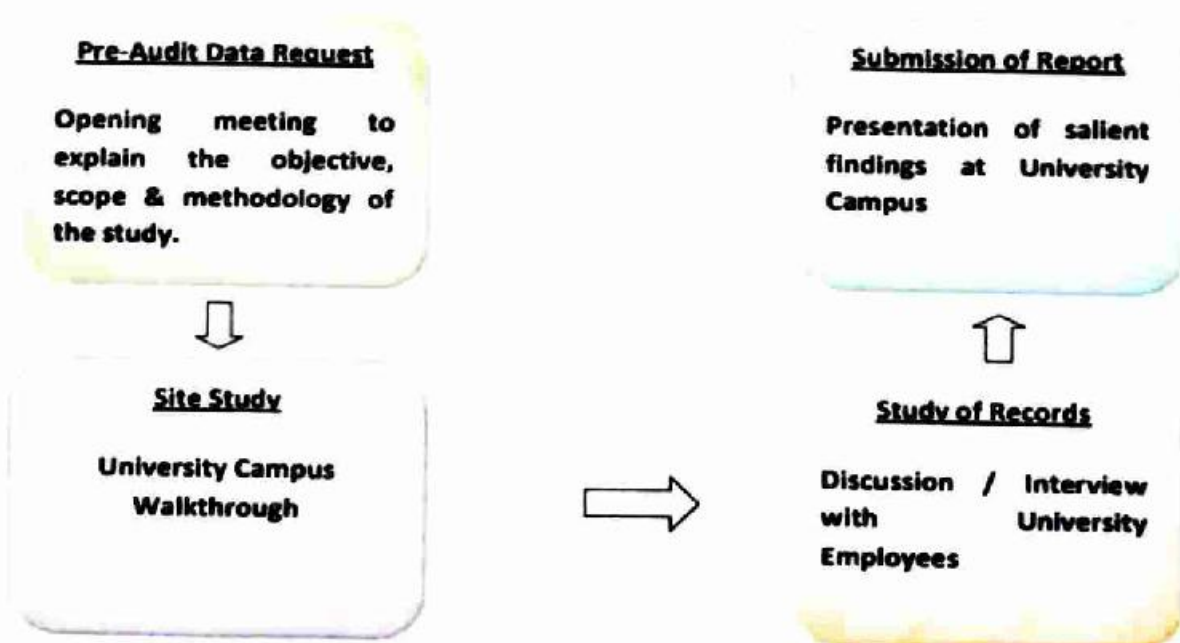 Pre-Audit Data Request
Opening meeting to
explain the objective,
scope & methodology of
the study.
Site Study
University Campus
Walkthrough
Study of Records
Discussion / Interview
with University
Employees
Submission of Report
Presentation of salient
findings at University
Campus